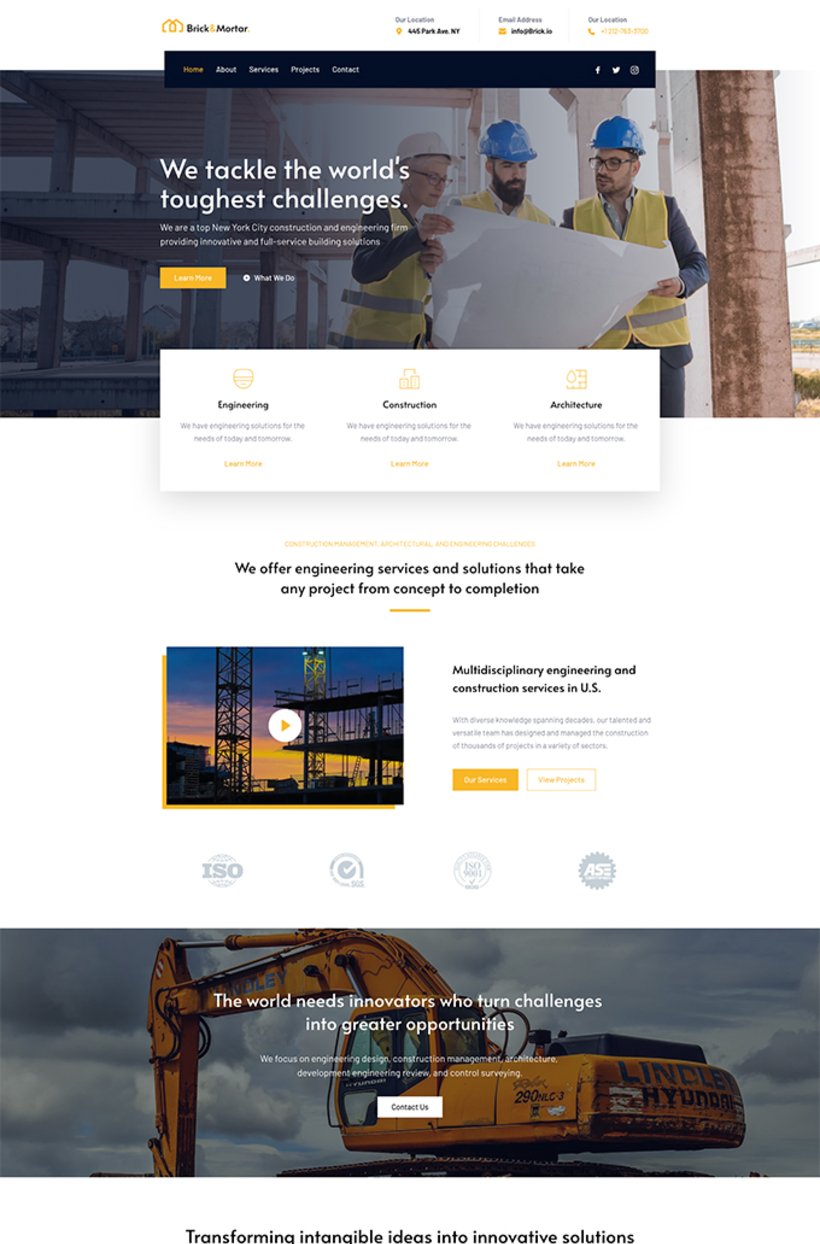 Brick&Mortar.
Our Location
445 Park Ave, NY
Email Address
info@Brick.io
Our Location
+1 212-763-3700
Home About Services Projects Contact
We tackle the world's
toughest challenges.
We are a top New York City construction and engineering firm
providing innovative and full-service building solutions
Learn More
What We Do
Engineering
We have engineering solutions for the
needs of today and tomorrow.
Learn More
Construction
We have engineering solutions for the
needs of today and tomorrow.
Learn More
Architecture
We have engineering solutions for the
needs of today and tomorrow.
Learn More
CONSTRUCTION MANAGEMENT, ARCHITECTURAL, AND ENGINEERING CHALLENGES
We offer engineering services and solutions that take
any project from concept to completion
Multidisciplinary engineering and
construction services in U.S.
With diverse knowledge spanning decades, our talented and
versatile team has designed and managed the construction
of thousands of projects in a variety of sectors.
Our Services
View Projects
ISO
SGS
ISO
9001
ASE
LINDLEY
The world needs innovators who turn challenges
into greater opportunities
We focus on engineering design, construction management, architecture,
development engineering review, and control surveying.
HYUNDAI
Contact Us
Robex
290NLC-3
LINDLEY
HYUNDAI
Transforming intangible ideas into innovative solutions